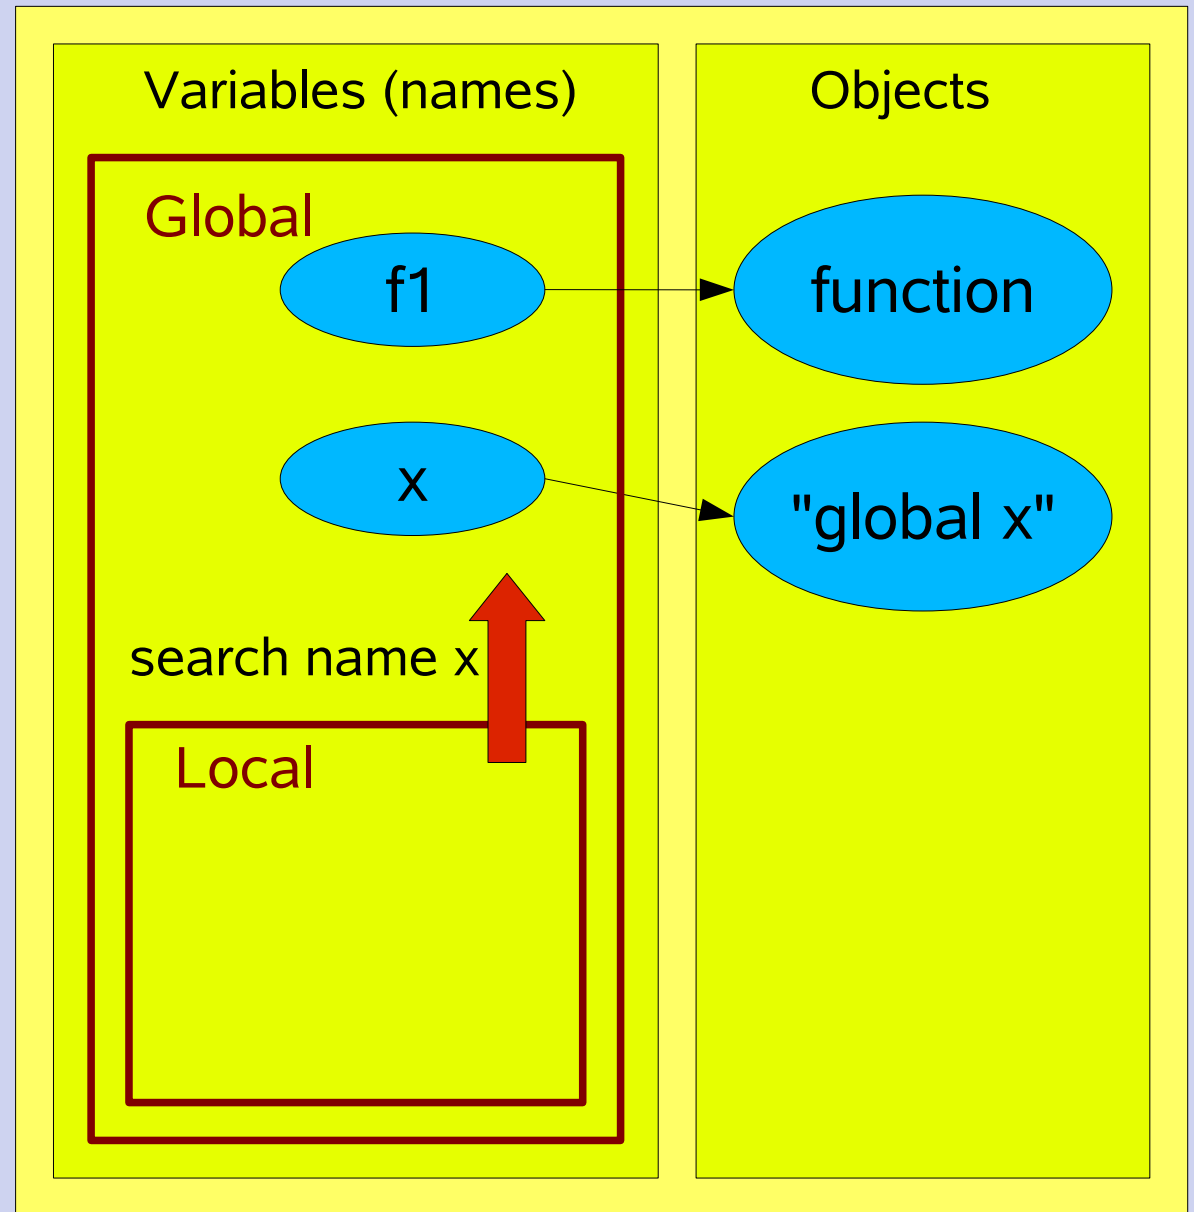 Variables (names)
Objects
Global
f1
function
x
"global x"
search name x
Local